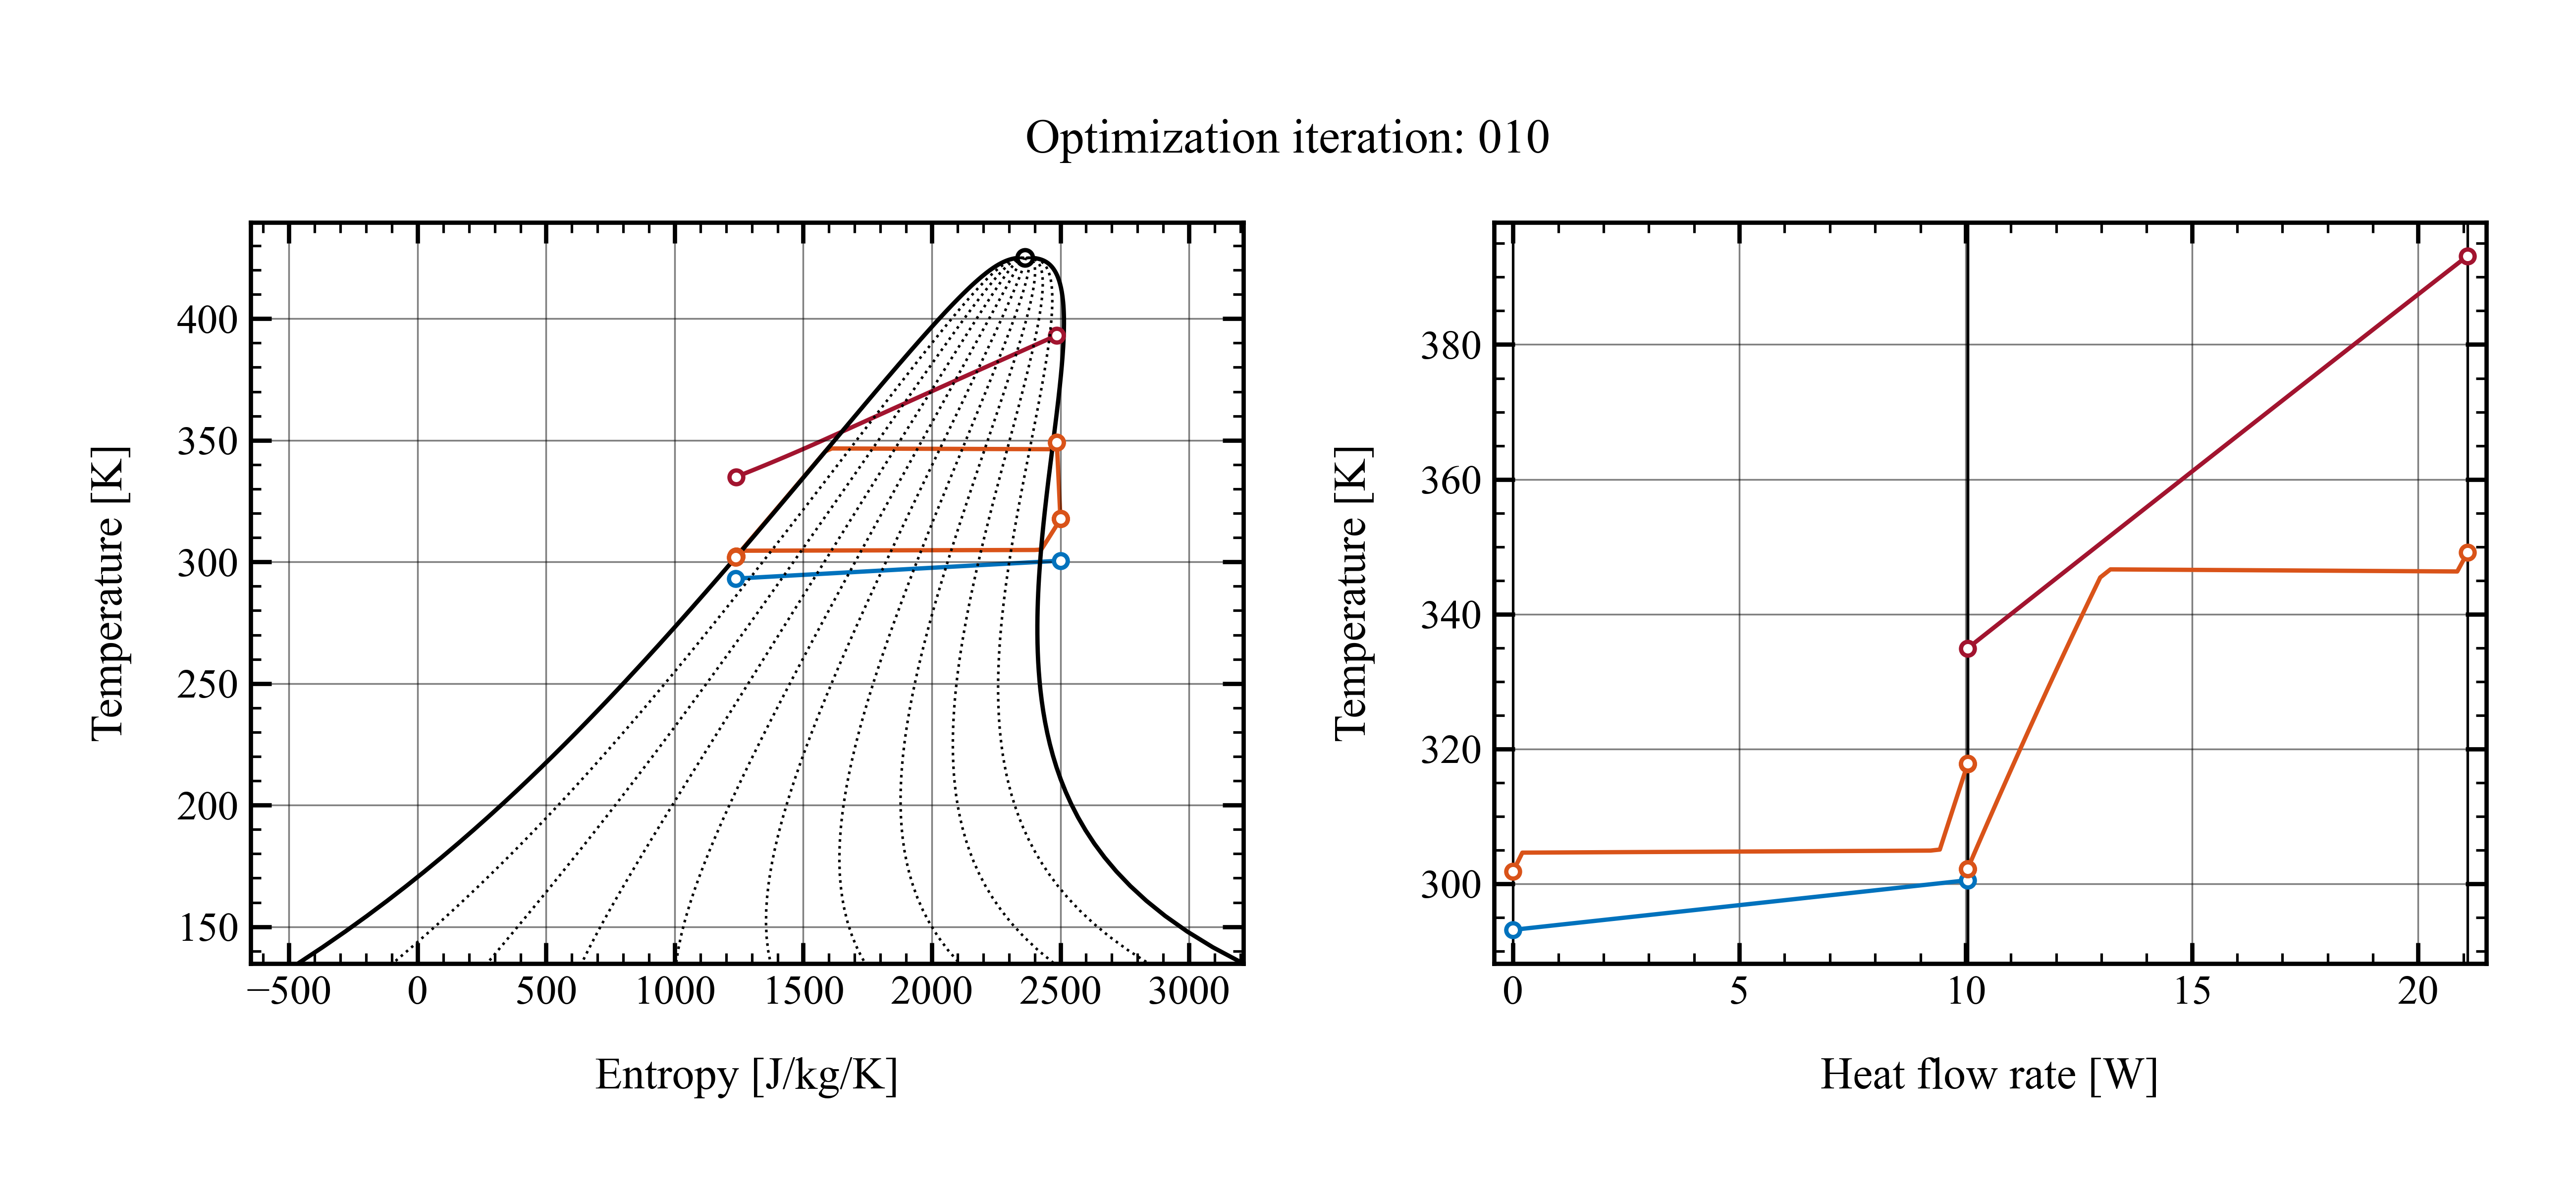 Optimization iteration: 010
400
350
300
250
200
150
Temperature [K]
−500 0 500 1000 1500 2000 2500 3000
Entropy [J/kg/K]
380
360
340
320
300
Temperature [K]
0 5 10 15 20
Heat flow rate [W]